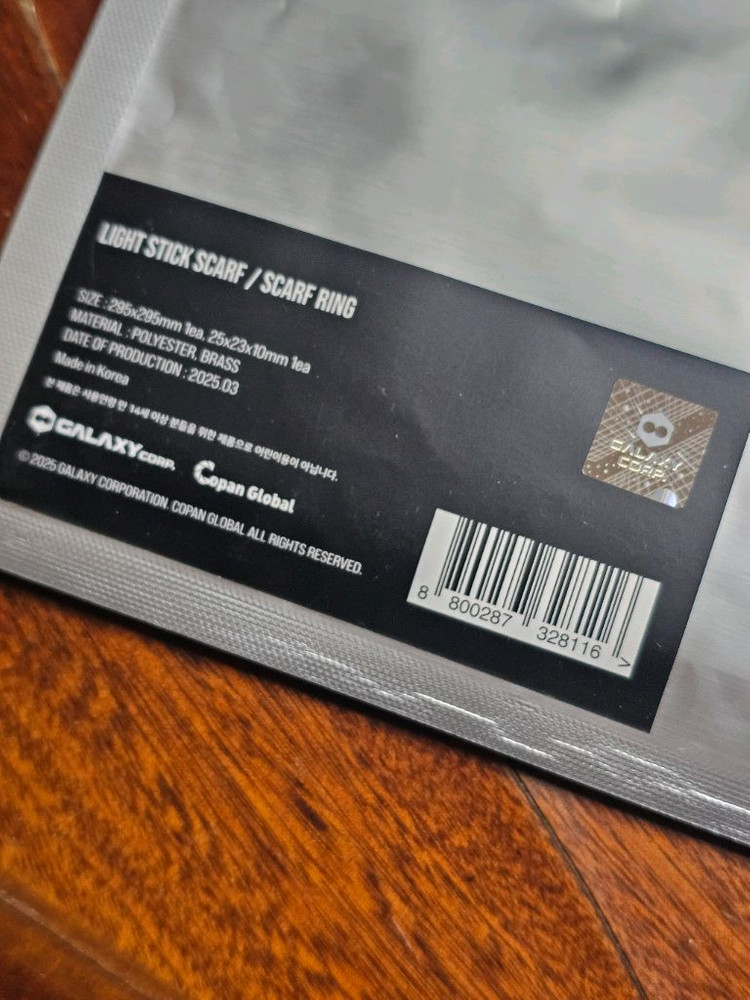 LIGHT STICK SCARF / SCARF RING
SIZE : 295x295mm 1ea, 25x23x10mm 1ea
MATERIAL : POLYESTER, BRASS
DATE OF PRODUCTION : 2025.03
Made in Korea
본 제품은 사용연령 만 14세 이상 분들을 위한 제품으로 어린이용이 아닙니다.
GALAXY CORP. Copan Global
© 2025 GALAXY CORPORATION. COPAN GLOBAL ALL RIGHTS RESERVED.
GALAXY
CORP.
8 800287 328116 >